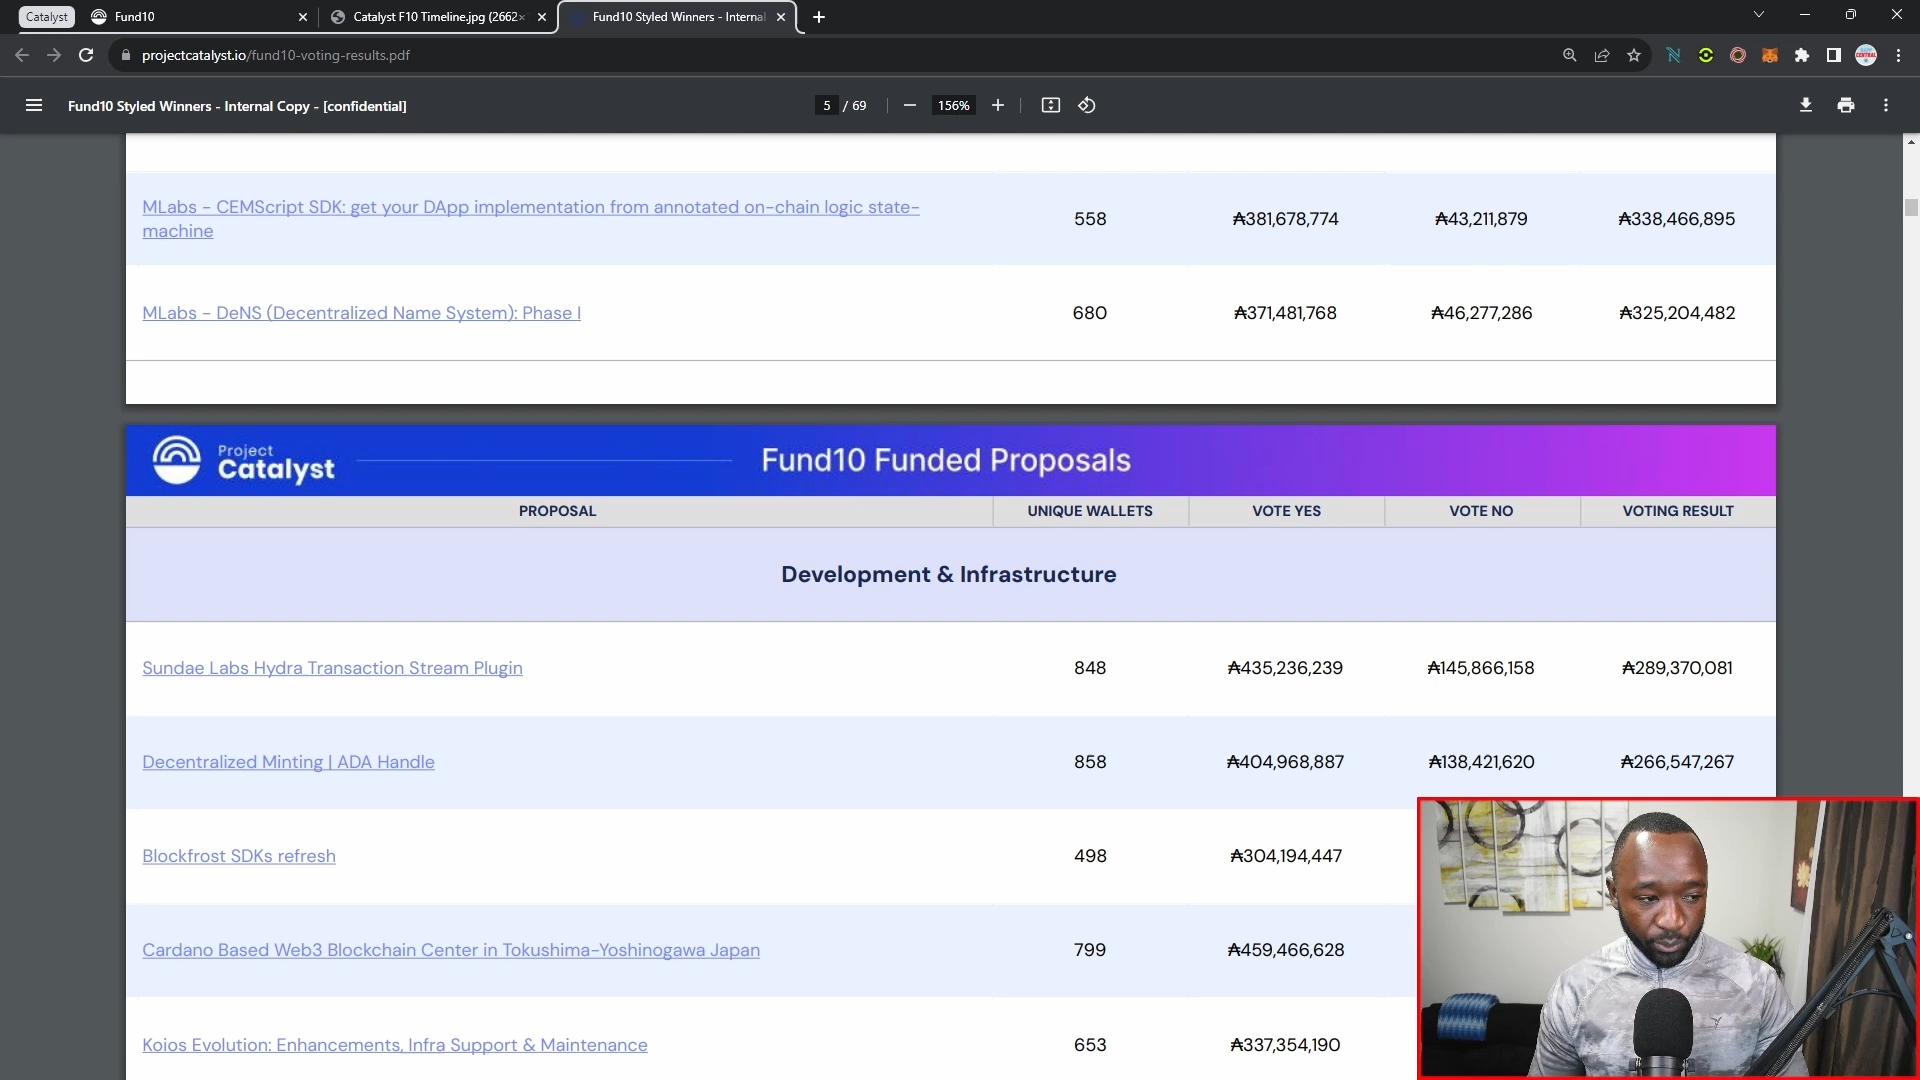 Catalyst
Fund10
Catalyst F10 Timeline.jpg (2662×
Fund10 Styled Winners - Internal
projectcatalyst.io/fund10-voting-results.pdf
Fund10 Styled Winners - Internal Copy - [confidential]
5 / 69
156%
MLabs - CEMScript SDK: get your DApp implementation from annotated on-chain logic state-
machine
558 ₳381,678,774 ₳43,211,879 ₳338,466,895
MLabs - DeNS (Decentralized Name System): Phase I 680 ₳371,481,768 ₳46,277,286 ₳325,204,482
Project
Catalyst
Fund10 Funded Proposals
PROPOSAL UNIQUE WALLETS VOTE YES VOTE NO VOTING RESULT
Development & Infrastructure
Sundae Labs Hydra Transaction Stream Plugin 848 ₳435,236,239 ₳145,866,158 ₳289,370,081
Decentralized Minting | ADA Handle 858 ₳404,968,887 ₳138,421,620 ₳266,547,267
Blockfrost SDKs refresh 498 ₳304,194,447
Cardano Based Web3 Blockchain Center in Tokushima-Yoshinogawa Japan 799 ₳459,466,628
Koios Evolution: Enhancements, Infra Support & Maintenance 653 ₳337,354,190